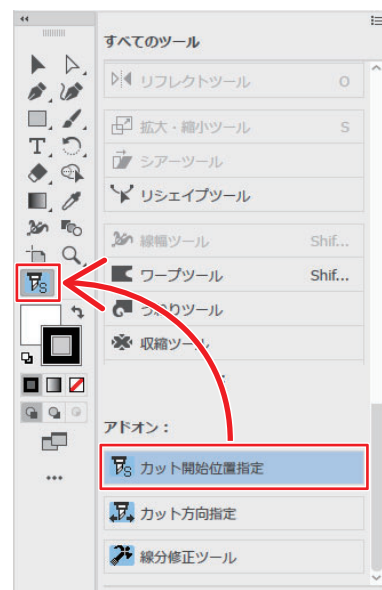 すべてのツール
リフレクトツール O
拡大・縮小ツール S
シアーツール
リシェイプツール
線幅ツール Shif...
ワープツール Shif...
うねりツール
収縮ツール
アドオン：
カット開始位置指定
カット方向指定
線分修正ツール